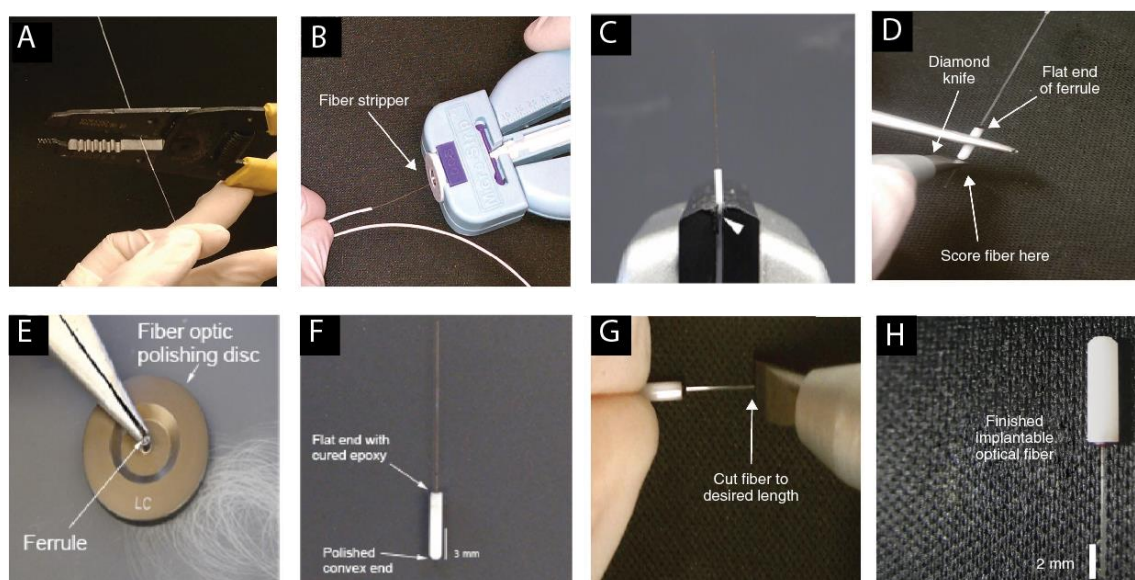 A
B
Fiber stripper
C
D
Diamond
knife
Flat end
of ferrule
Score fiber here
E
Fiber optic
polishing disc
LC
Ferrule
F
Flat end with
cured epoxy
Polished
convex end
3 mm
G
Cut fiber to
desired length
H
Finished
implantable
optical fiber
2 mm